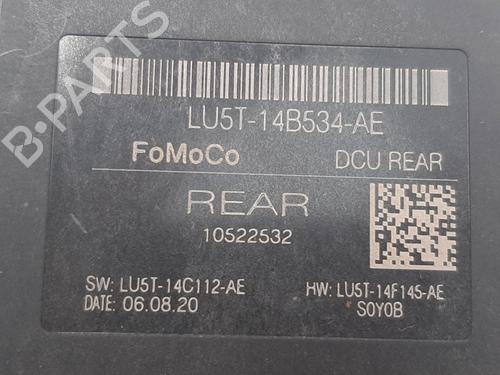 LU5T-14B534-AE
FoMoCo DCU REAR
REAR
10522532
SW: LU5T-14C112-AE HW: LU5T-14F145-AE
DATE: 06.08.20 S0Y0B
B-PARTS